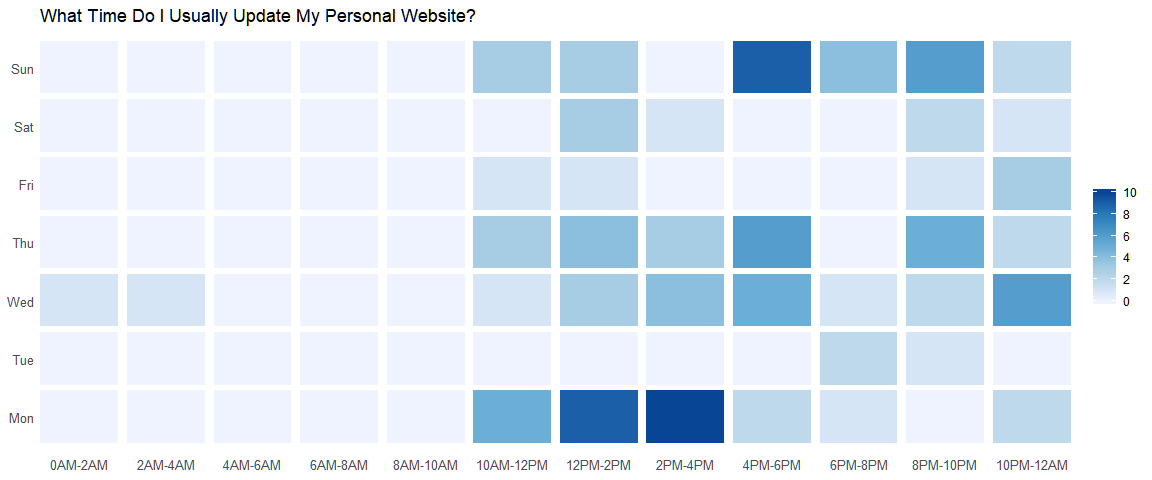 What Time Do I Usually Update My Personal Website?
Sun
Sat
Fri
Thu
Wed
Tue
Mon
0AM-2AM 2AM-4AM 4AM-6AM 6AM-8AM 8AM-10AM 10AM-12PM 12PM-2PM 2PM-4PM 4PM-6PM 6PM-8PM 8PM-10PM 10PM-12AM
10
8
6
4
2
0